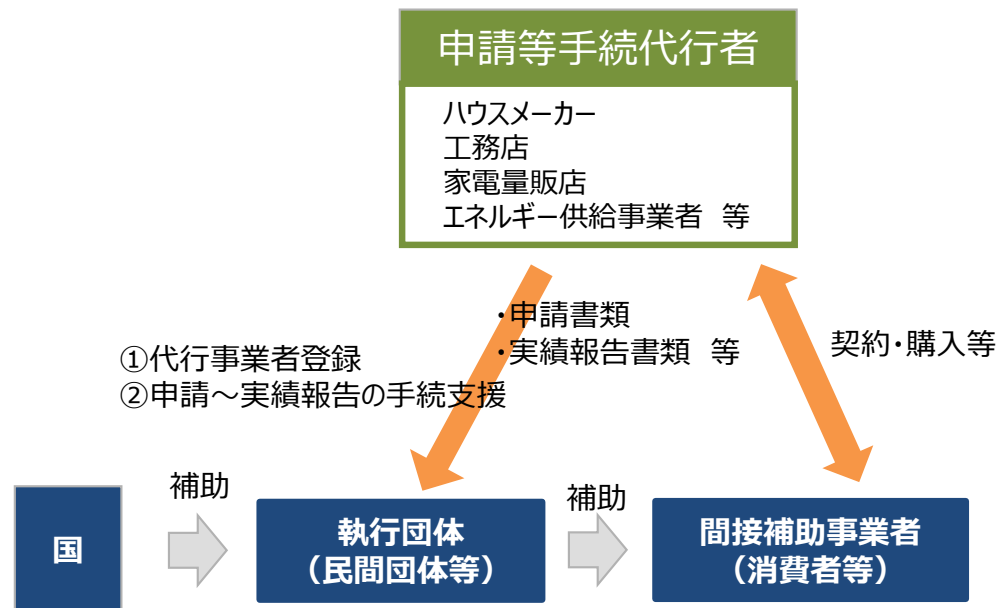 申請等手続代行者
ハウスメーカー
工務店
家電量販店
エネルギー供給事業者　等
・申請書類
・実績報告書類　等
契約・購入等
①代行事業者登録
②申請～実績報告の手続支援
補助
補助
国
執行団体
（民間団体等）
間接補助事業者
（消費者等）